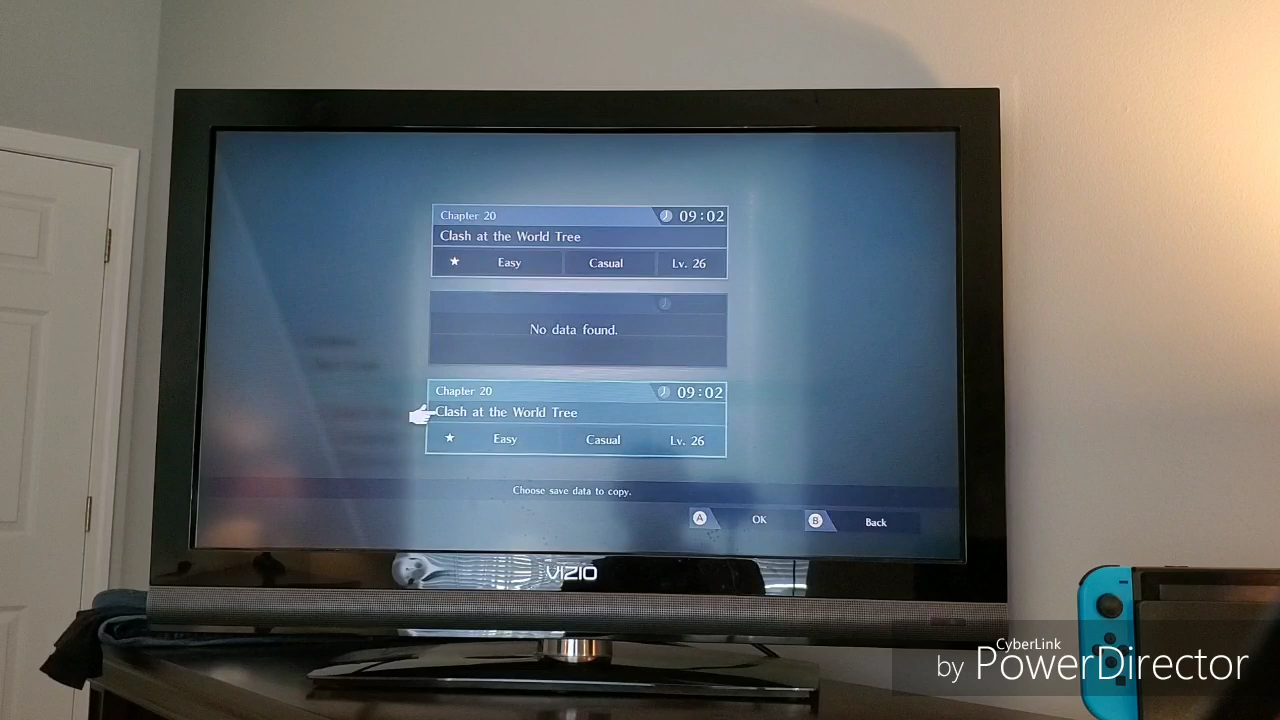 Chapter 20 09:02
Clash at the World Tree
★ Easy Casual Lv. 26
No data found.
Chapter 20 09:02
Clash at the World Tree
★ Easy Casual Lv. 26
Choose save data to copy.
A OK B Back
VIZIO
CyberLink
by PowerDirector